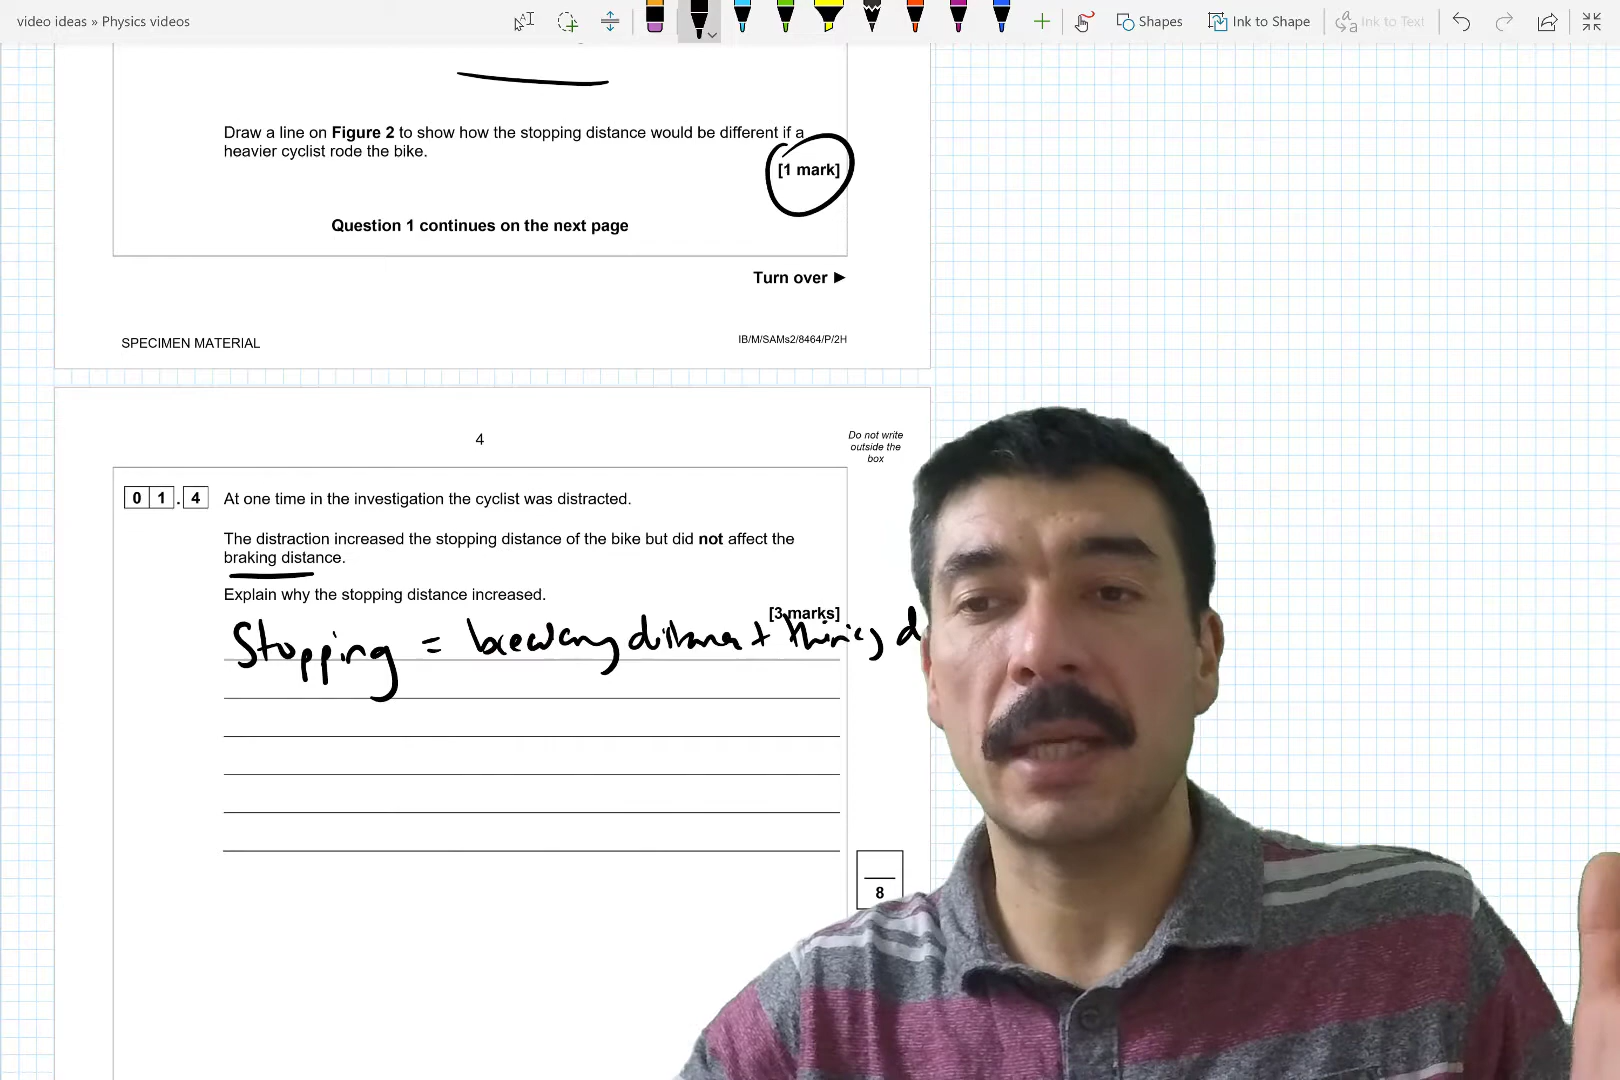 video ideas » Physics videos
Shapes
Ink to Shape
Ink to Text
Draw a line on Figure 2 to show how the stopping distance would be different if a
heavier cyclist rode the bike.
[1 mark]
Question 1 continues on the next page
Turn over ►
SPECIMEN MATERIAL
IB/M/SAMs2/8464/P/2H
4
Do not write
outside the
box
0 1 . 4 At one time in the investigation the cyclist was distracted.
The distraction increased the stopping distance of the bike but did not affect the
braking distance.
Explain why the stopping distance increased.
[3 marks]
Stopping = distance +
8